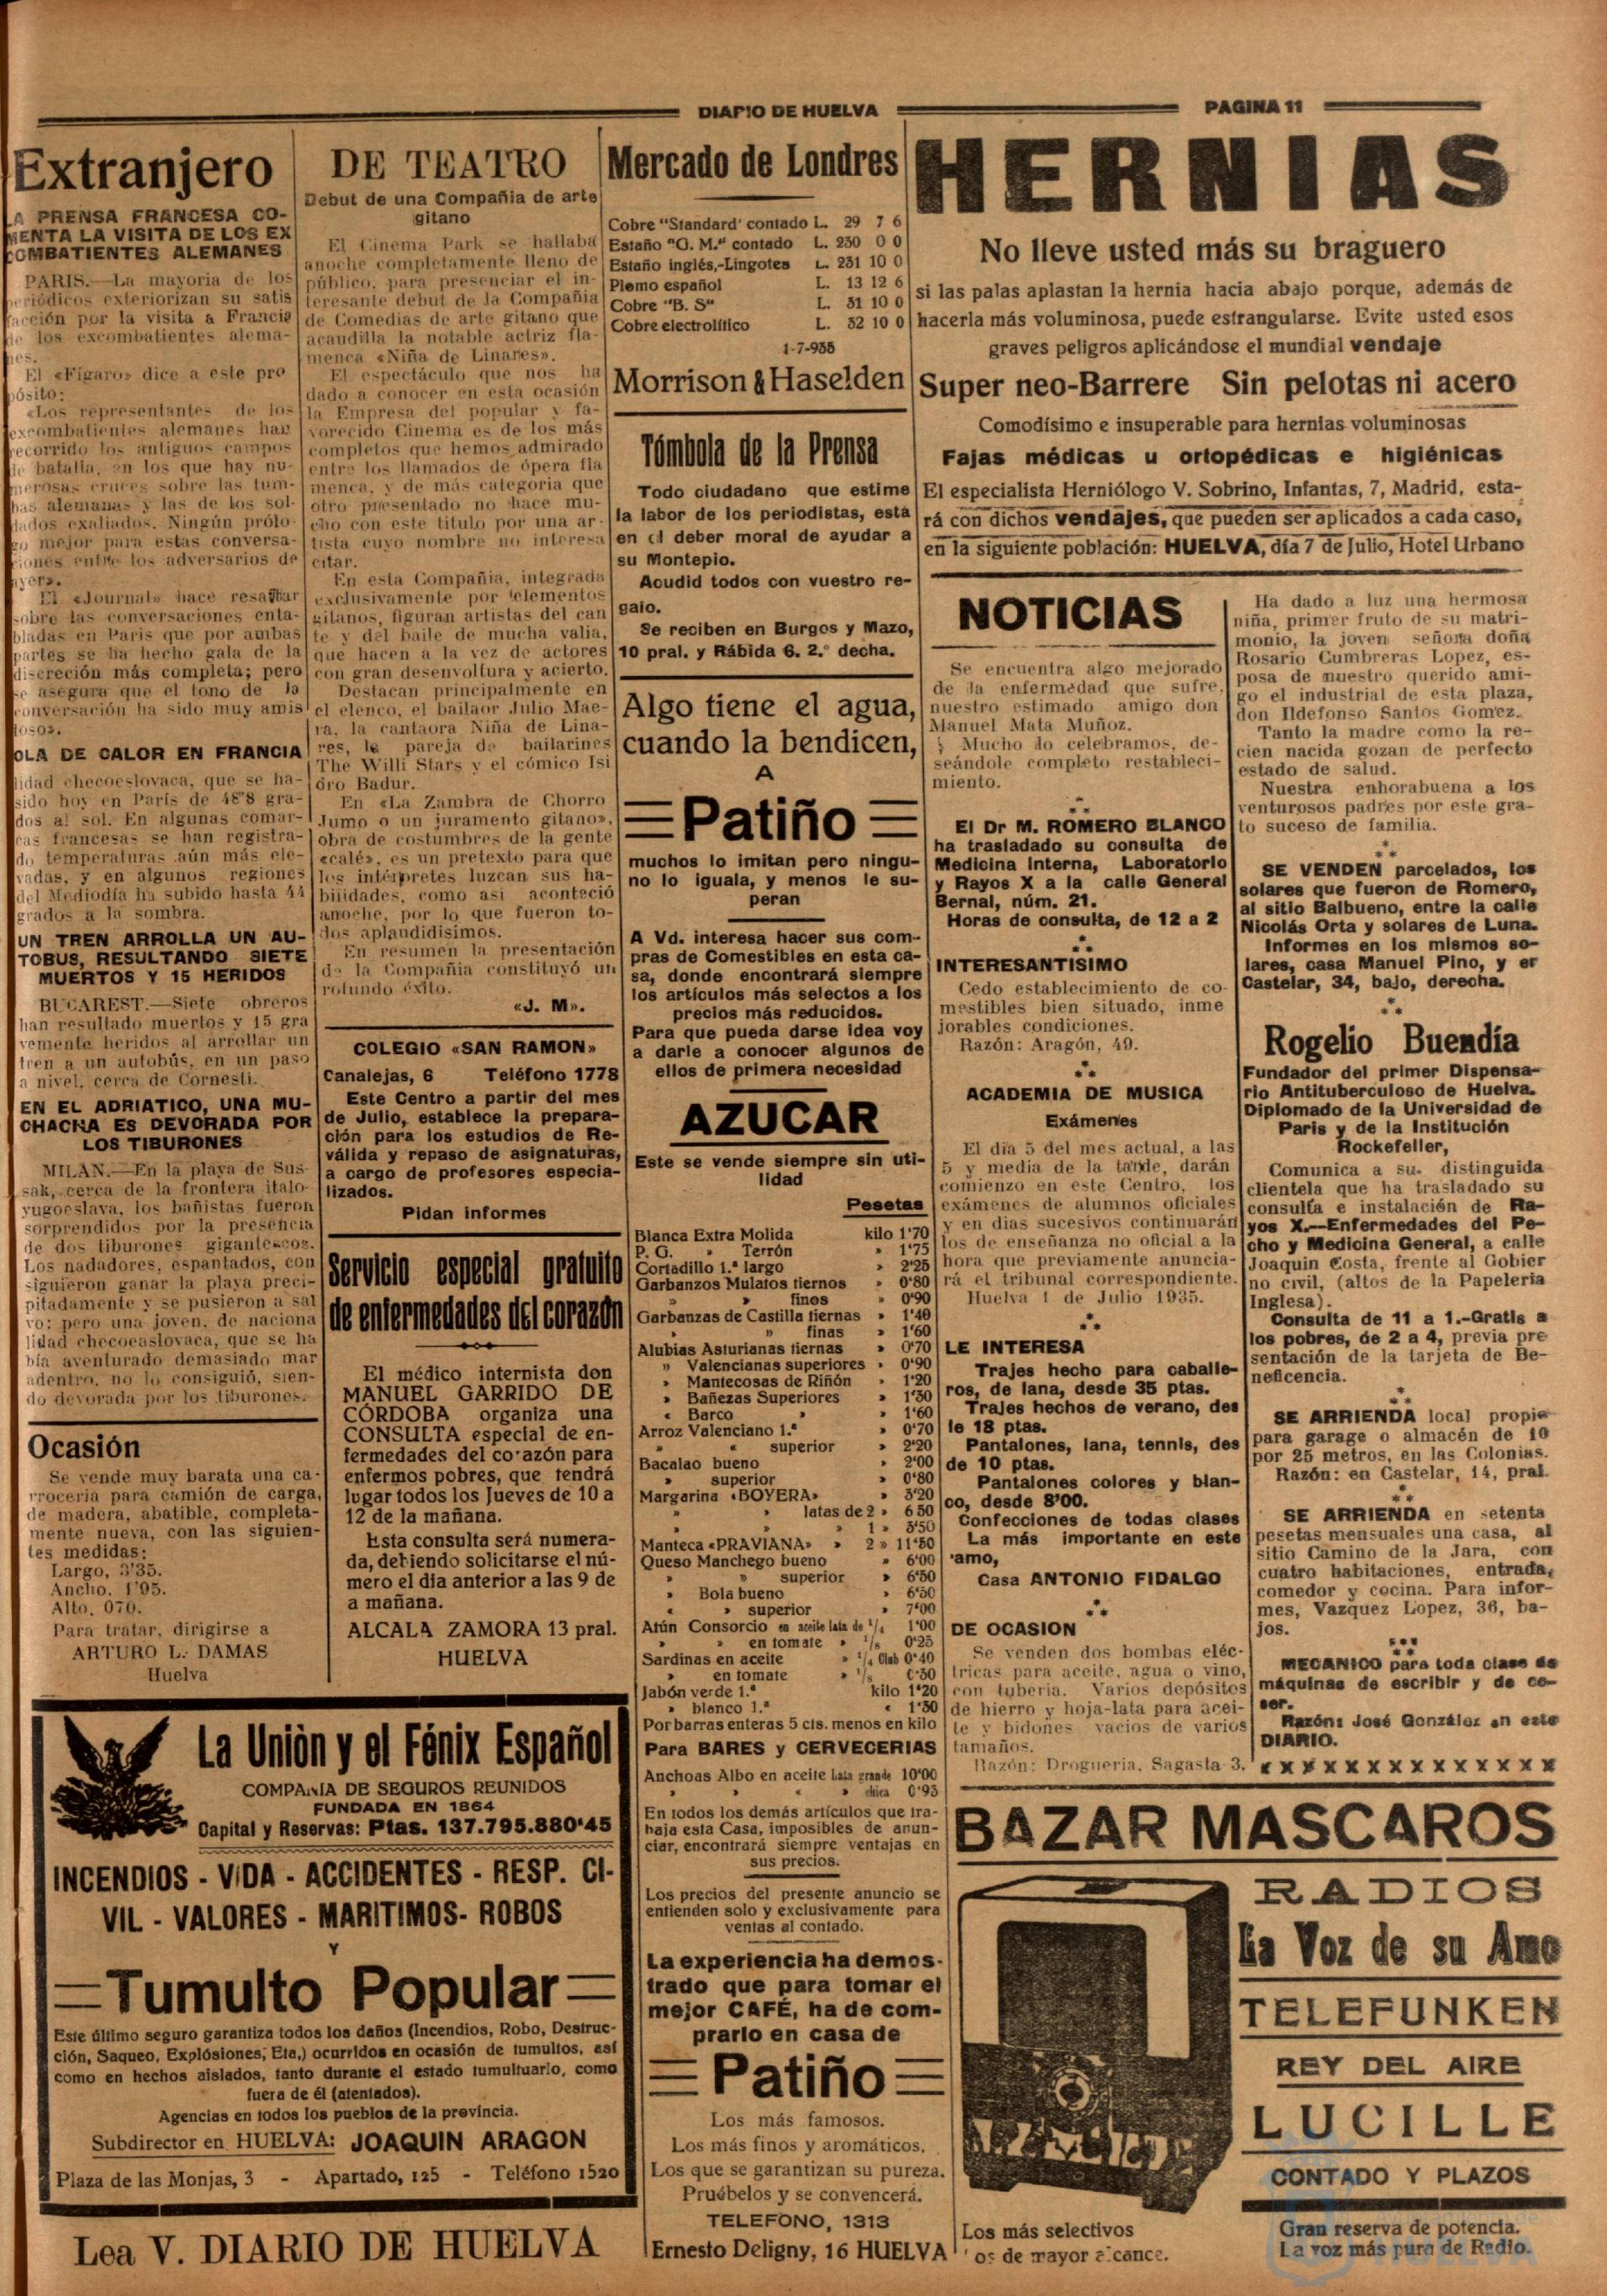 DIARIO DE HUELVA
PAGINA 11
Extranjero
LA PRENSA FRANCESA CO-
MENTA LA VISITA DE LOS EX
COMBATIENTES ALEMANES
PARIS.—La mayoria de los
periódicos exteriorizan su satis
facción por la visita a Francia
de los excombatientes alema-
nes.
El «Fígaro» dice a este pro
pósito:
«Los representantes de los
excombatientes alemanes han
recorrido los antiguos campos
de batalla, en los que hay nu-
merosas cruces sobre las tum-
bas alemanas y las de los sol-
dados exaliados. Ningún prólo-
go mejor para estas conversa-
ciones entre los adversarios de
ayer».
El «Journal» hace resaltar
sobre las conversaciones enta-
bladas en Paris que por ambas
partes se ha hecho gala de la
discreción más completa; pero
se asegura que el tono de la
conversación ha sido muy amis
toso».
OLA DE CALOR EN FRANCIA
lidad checoeslovaca, que se ha-
sido hoy en París de 48'8 gra-
dos al sol. En algunas comar-
cas francesas se han registra-
do temperaturas aún más ele-
vadas, y en algunos regiones
del Mediodía ha subido hasta 44
grados a la sombra.
UN TREN ARROLLA UN AU-
TOBUS, RESULTANDO SIETE
MUERTOS Y 15 HERIDOS
BUCAREST.—Siete obreros
han resultado muertos y 15 gra
vemente heridos al arrollar un
tren a un autobús, en un paso
a nivel, cerca de Cornesti.
EN EL ADRIATICO, UNA MU-
CHACHA ES DEVORADA POR
LOS TIBURONES
MILAN.—En la playa de Sus-
sak, cerca de la frontera italo-
yugoeslava, los bañistas fueron
sorprendidos por la presencia
de dos tiburones gigantescos.
Los nadadores, espantados, con
siguieron ganar la playa preci-
pitadamente y se pusieron a sal
vo; pero una joven, de naciona
lidad checoeaslovaca, que se ha
bía aventurado demasiado mar
adentro, no lo consiguió, sien-
do devorada por los tiburones.
Ocasión
Se vende muy barata una ca-
rrocería para camión de carga,
de madera, abatible, completa-
mente nueva, con las siguien-
tes medidas:
Largo, 3'35.
Ancho, 1'95.
Alto, 070.
Para tratar, dirigirse a
ARTURO L. DAMAS
Huelva
DE TEATRO
Debut de una Compañia de arte
gitano
El Cinema Park se hallaba
anoche completamente lleno de
público, para presenciar el in-
teresante debut de la Compañia
de Comedias de arte gitano que
acaudilla la notable actriz fla-
menca «Niña de Linares».
El espectáculo que nos ha
dado a conocer en esta ocasión
la Empresa del popular y fa-
vorecido Cinema es de los más
completos que hemos admirado
entre los llamados de ópera fla
menca, y de más categoria que
otro presentado no hace mu-
cho con este titulo por una ar
tista cuyo nombre no interesa
citar.
En esta Compañia, integrada
exclusivamente por elementos
gitanos, figuran artistas del can
te y del baile de mucha valia,
que hacen a la vez de actores
con gran desenvoltura y acierto.
Destacan principalmente en
el elenco, el bailaor Julio Mae-
ra, la cantaora Niña de Lina-
res, la pareja de bailarines
The Willi Stars y el cómico Isi
dro Badur.
En «La Zambra de Chorro
Jumo o un juramento gitano»,
obra de costumbres de la gente
«calé», es un pretexto para que
los intérpretes luzcan sus ha-
bilidades, como asi aconteció
anoche, por lo que fueron to-
dos aplaudidisimos.
En resumen la presentación
de la Compañia constituyó un
rotundo éxito.
«J. M».
COLEGIO «SAN RAMON»
Canalejas, 6 Teléfono 1778
Este Centro a partir del mes
de Julio, establece la prepara-
ción para los estudios de Re-
válida y repaso de asignaturas,
a cargo de profesores especia-
lizados.
Pidan informes
Servicio especial gratuito
de enfermedades del corazón
El médico internista don
MANUEL GARRIDO DE
CÓRDOBA organiza una
CONSULTA especial de en-
fermedades del corazón para
enfermos pobres, que tendrá
lugar todos los Jueves de 10 a
12 de la mañana.
Esta consulta será numera-
da, debiendo solicitarse el nú-
mero el dia anterior a las 9 de
a mañana.
ALCALA ZAMORA 13 pral.
HUELVA
La Unión y el Fénix Español
COMPAÑIA DE SEGUROS REUNIDOS
FUNDADA EN 1864
Capital y Reservas: Ptas. 137.795.880'45
INCENDIOS - VIDA - ACCIDENTES - RESP. CI-
VIL - VALORES - MARITIMOS- ROBOS
Y
Tumulto Popular
Este último seguro garantiza todos los daños (Incendios, Robo, Destruc-
ción, Saqueo, Explósiones, Eta,) ocurridos en ocasión de tumultos, así
como en hechos aislados, tanto durante el estado tumultuario, como
fuera de él (atentados).
Agencias en todos los pueblos de la provincia.
Subdirector en HUELVA: JOAQUIN ARAGON
Plaza de las Monjas, 3 - Apartado, 125 - Teléfono 1520
Lea V. DIARIO DE HUELVA
Mercado de Londres
Cobre "Standard' contado L. 29 7 6
Estaño "O. M." contado L. 230 0 0
Estaño inglés,-Lingotes L. 231 10 0
Plomo español L. 13 12 6
Cobre "B. S" L. 31 10 0
Cobre electrolítico L. 32 10 0
1-7-935
Morrison & Haselden
Tómbola de la Prensa
Todo ciudadano que estime
la labor de los periodistas, está
en el deber moral de ayudar a
su Montepio.
Acudid todos con vuestro re-
galo.
Se reciben en Burgos y Mazo,
10 pral. y Rábida 6. 2.º decha.
Algo tiene el agua,
cuando la bendicen,
A
Patiño
muchos lo imitan pero ningu-
no lo iguala, y menos le su-
peran
A Vd. interesa hacer sus com-
pras de Comestibles en esta ca-
sa, donde encontrará siempre
los artículos más selectos a los
precios más reducidos.
Para que pueda darse idea voy
a darle a conocer algunos de
ellos de primera necesidad
AZUCAR
Este se vende siempre sin uti-
lidad
Pesetas
Blanca Extra Molida kilo 1'70
P. G. » Terrón » 1'75
Cortadillo 1.ª largo » 2'25
Garbanzos Mulatos tiernos » 0'80
» » finos » 0'90
Garbanzas de Castilla tiernas » 1'40
» » finas » 1'60
Alubias Asturianas tiernas » 0'70
» Valencianas superiores » 0'90
» Mantecosas de Riñón » 1'20
» Bañezas Superiores » 1'30
« Barco » » 1'60
Arroz Valenciano 1.ª » 0'70
» « superior » 2'20
Bacalao bueno » 2'00
» superior » 0'80
Margarina «BOYERA» » 3'20
» » latas de 2 » 6 50
» » » 1 » 3'50
Manteca «PRAVIANA» » 2 » 11'50
Queso Manchego bueno » 6'00
» » superior » 6'50
» Bola bueno » 6'50
« » superior » 7'00
Atún Consorcio en aceite lata de 1/4 1'00
» » en tomate » 1/8 0'25
Sardinas en aceite » 1/4 Club 0'40
» en tomate » 1/8 0'30
Jabón verde 1.ª kilo 1'20
» blanco 1.ª « 1'30
Por barras enteras 5 cts. menos en kilo
Para BARES y CERVECERIAS
Anchoas Albo en aceite Lata grande 10'00
» » « » chica 0'95
En todos los demás artículos que tra-
baja esta Casa, imposibles de anun-
ciar, encontrará siempre ventajas en
sus precios.
Los precios del presente anuncio se
entienden solo y exclusivamente para
ventas al contado.
La experiencia ha demos-
trado que para tomar el
mejor CAFÉ, ha de com-
prarlo en casa de
Patiño
Los más famosos.
Los más finos y aromáticos.
Los que se garantizan su pureza.
Pruébelos y se convencerá.
TELEFONO, 1313
Ernesto Deligny, 16 HUELVA
HERNIAS
No lleve usted más su braguero
si las palas aplastan la hernia hacia abajo porque, además de
hacerla más voluminosa, puede estrangularse. Evite usted esos
graves peligros aplicándose el mundial vendaje
Super neo-Barrere Sin pelotas ni acero
Comodísimo e insuperable para hernias voluminosas
Fajas médicas u ortopédicas e higiénicas
El especialista Herniólogo V. Sobrino, Infantas, 7, Madrid, esta-
rá con dichos vendajes, que pueden ser aplicados a cada caso,
en la siguiente población: HUELVA, día 7 de Julio, Hotel Urbano
NOTICIAS
Se encuentra algo mejorado
de la enfermedad que sufre,
nuestro estimado amigo don
Manuel Mata Muñoz.
Mucho lo celebramos, de-
seándole completo restableci-
miento.
El Dr M. ROMERO BLANCO
ha trasladado su consulta de
Medicina Interna, Laboratorio
y Rayos X a la calle General
Bernal, núm. 21.
Horas de consulta, de 12 a 2
INTERESANTISIMO
Cedo establecimiento de co-
mestibles bien situado, inme
jorables condiciones.
Razón: Aragón, 49.
ACADEMIA DE MUSICA
Exámenes
El día 5 del mes actual, a las
5 y media de la tarde, darán
comienzo en este Centro, los
exámenes de alumnos oficiales
y en dias sucesivos continuarán
los de enseñanza no oficial a la
hora que previamente anuncia-
rá el tribunal correspondiente.
Huelva 1 de Julio 1935.
LE INTERESA
Trajes hecho para caballe-
ros, de lana, desde 35 ptas.
Trajes hechos de verano, des
le 18 ptas.
Pantalones, lana, tennis, des
de 10 ptas.
Pantalones colores y blan-
co, desde 8'00.
Confecciones de todas clases
La más importante en este
amo,
Casa ANTONIO FIDALGO
DE OCASION
Se venden dos bombas eléc-
tricas para aceite, agua o vino,
con tuberia. Varios depósitos
de hierro y hoja-lata para acei-
te y bidones vacios de varios
tamaños.
Razón: Drogueria, Sagasta 3.
Ha dado a luz una hermosa
niña, primer fruto de su matri-
monio, la joven señora doña
Rosario Cumbreras Lopez, es-
posa de nuestro querido ami-
go el industrial de esta plaza,
don Ildefonso Santos Gomez.
Tanto la madre como la re-
cien nacida gozan de perfecto
estado de salud.
Nuestra enhorabuena a los
venturosos padres por este gra-
to suceso de familia.
SE VENDEN parcelados, los
solares que fueron de Romero,
al sitio Balbueno, entre la calle
Nicolás Orta y solares de Luna.
Informes en los mismos so-
lares, casa Manuel Pino, y er
Castelar, 34, bajo, derecha.
Rogelio Buendía
Fundador del primer Dispensa-
rio Antituberculoso de Huelva.
Diplomado de la Universidad de
Paris y de la Institución
Rockefeller,
Comunica a su distinguida
clientela que ha trasladado su
consulta e instalación de Ra-
yos X.—Enfermedades del Pe-
cho y Medicina General, a calle
Joaquin Costa, frente al Gobier
no civil, (altos de la Papeleria
Inglesa).
Consulta de 11 a 1.-Gratis a
los pobres, de 2 a 4, previa pre
sentación de la tarjeta de Be-
neficencia.
SE ARRIENDA local propio
para garage o almacén de 10
por 25 metros, en las Colonias.
Razón: en Castelar, 14, pral.
SE ARRIENDA en setenta
pesetas mensuales una casa, al
sitio Camino de la Jara, con
cuatro habitaciones, entrada,
comedor y cocina. Para infor-
mes, Vazquez Lopez, 36, ba-
jos.
MECANICO para toda clase de
máquinas de escribir y de co-
ser.
Razón: José González en este
DIARIO.
BAZAR MASCAROS
RADIOS
La Voz de su Amo
TELEFUNKEN
REY DEL AIRE
LUCILLE
CONTADO Y PLAZOS
Los más selectivos
os de mayor alcance.
Gran reserva de potencia.
La voz más pura de Radio.